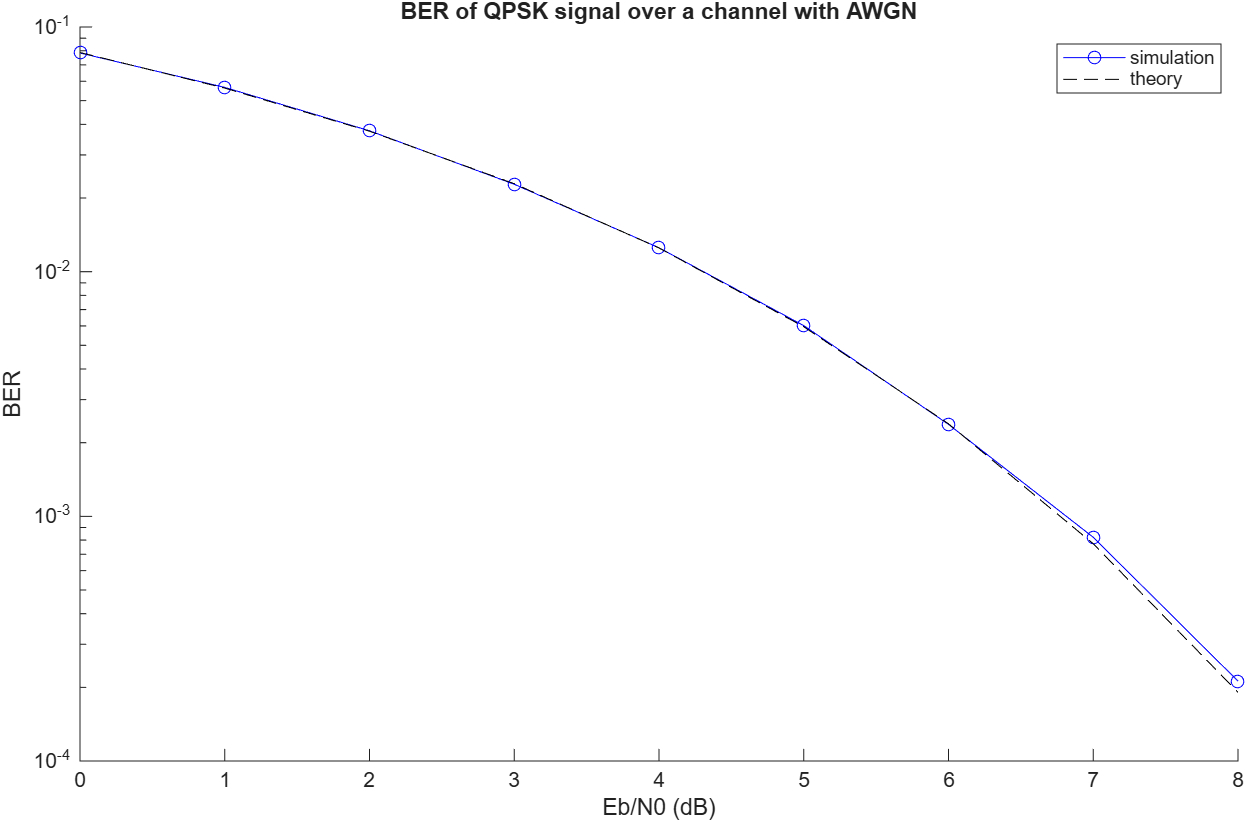 BER of QPSK signal over a channel with AWGN
10^-1
simulation
theory
10^-2
BER
10^-3
10^-4
0 1 2 3 4 5 6 7 8
Eb/N0 (dB)